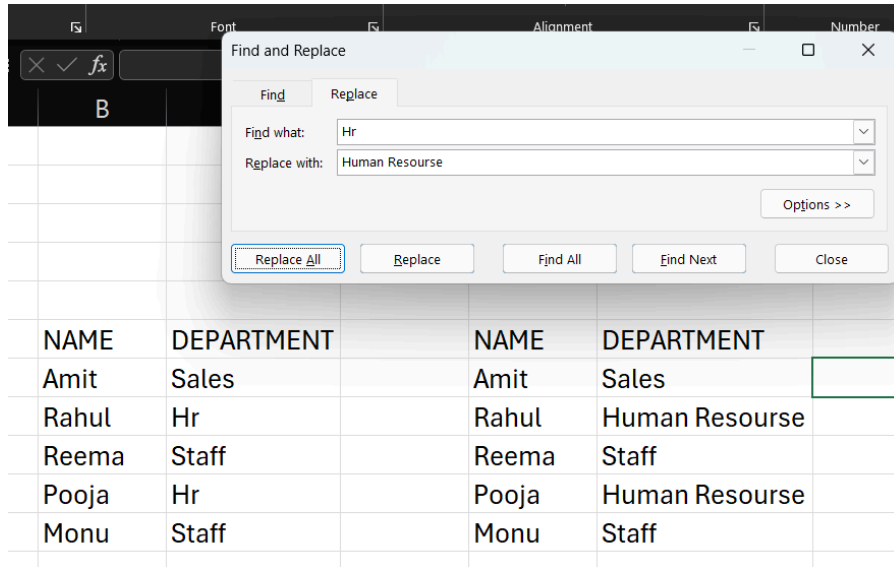 Font Alignment Number
Find and Replace
fx
B
Find Replace
Find what: Hr
Replace with: Human Resourse
Options >>
Replace All Replace Find All Find Next Close
NAME DEPARTMENT NAME DEPARTMENT
Amit Sales Amit Sales
Rahul Hr Rahul Human Resourse
Reema Staff Reema Staff
Pooja Hr Pooja Human Resourse
Monu Staff Monu Staff